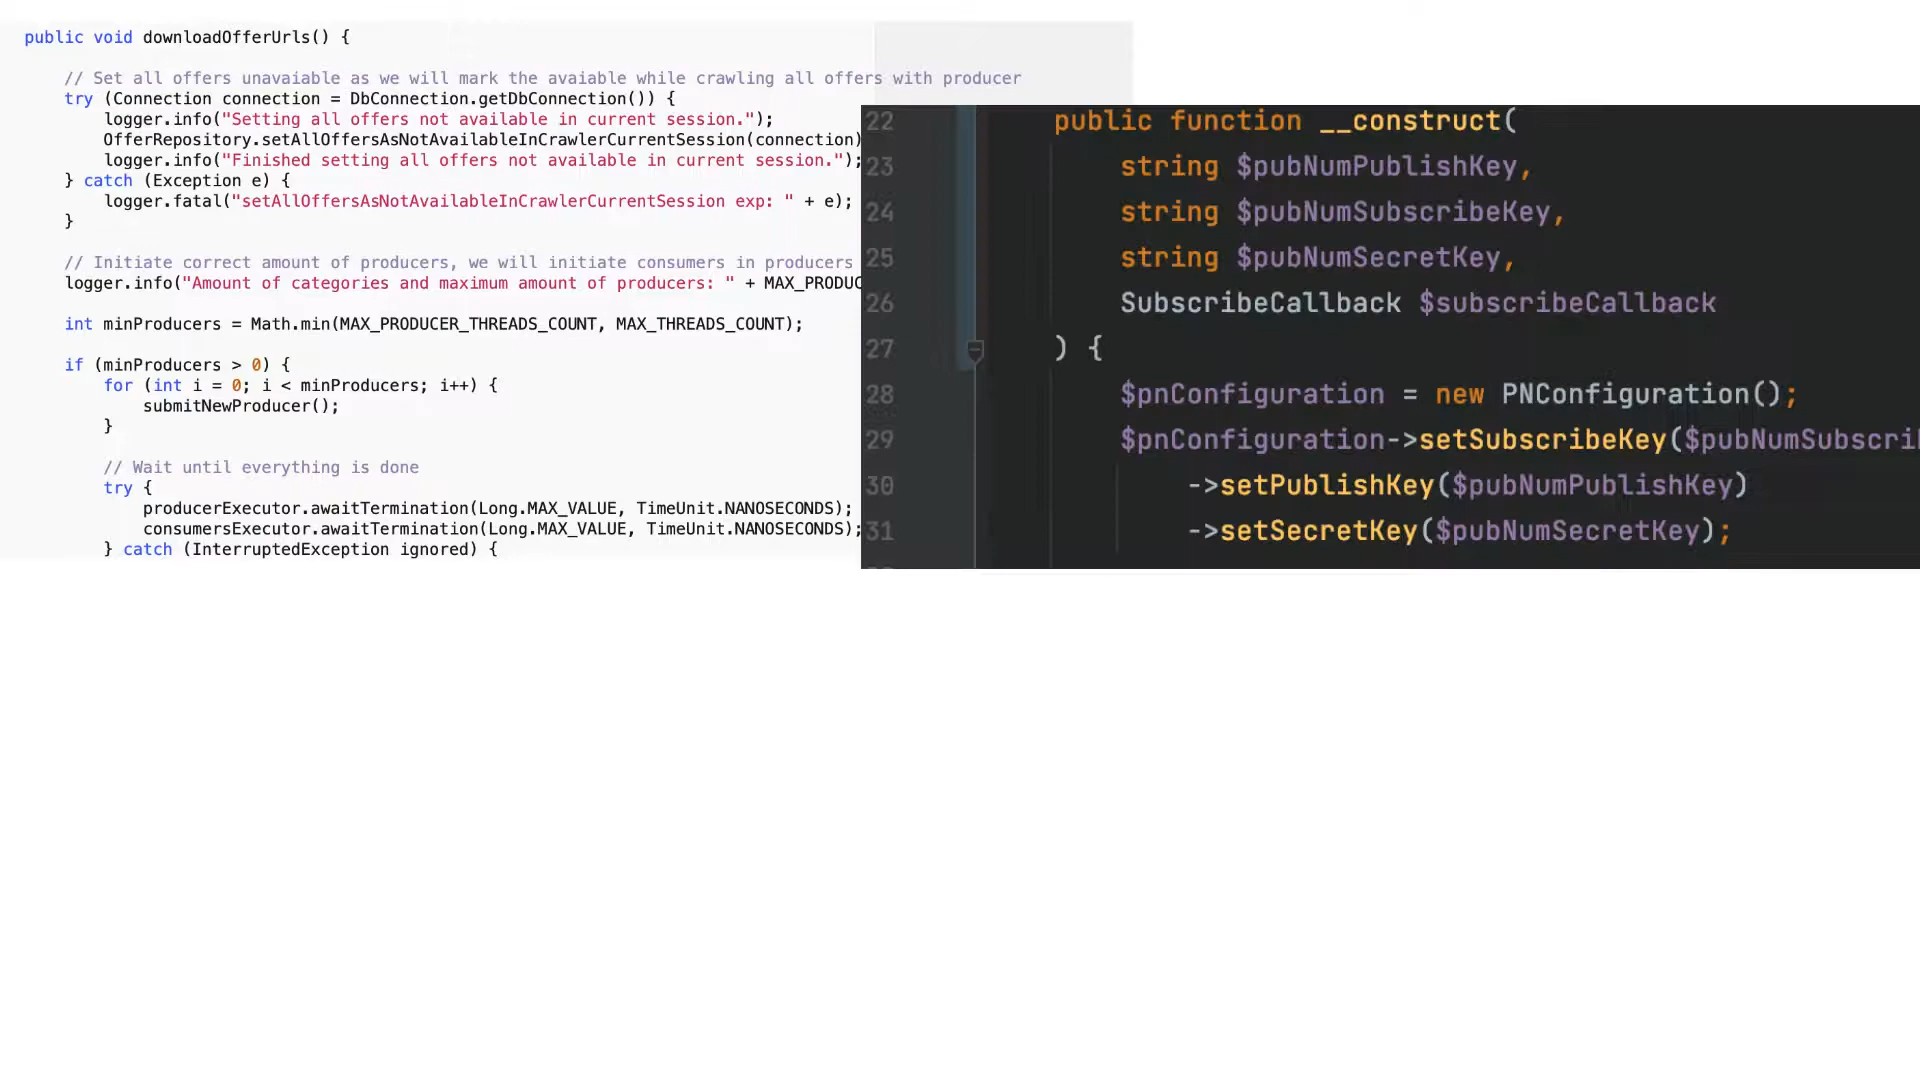 public void downloadOfferUrls() {
// Set all offers unavaiable as we will mark the avaiable while crawling all offers with producer
try (Connection connection = DbConnection.getDbConnection()) {
logger.info("Setting all offers not available in current session.");
OfferRepository.setAllOffersAsNotAvailableInCrawlerCurrentSession(connection)
logger.info("Finished setting all offers not available in current session.");
} catch (Exception e) {
logger.fatal("setAllOffersAsNotAvailableInCrawlerCurrentSession exp: " + e);
}
// Initiate correct amount of producers, we will initiate consumers in producers
logger.info("Amount of categories and maximum amount of producers: " + MAX_PRODUC
int minProducers = Math.min(MAX_PRODUCER_THREADS_COUNT, MAX_THREADS_COUNT);
if (minProducers > 0) {
for (int i = 0; i < minProducers; i++) {
submitNewProducer();
}
// Wait until everything is done
try {
producerExecutor.awaitTermination(Long.MAX_VALUE, TimeUnit.NANOSECONDS);
consumersExecutor.awaitTermination(Long.MAX_VALUE, TimeUnit.NANOSECONDS);
} catch (InterruptedException ignored) {
22 public function __construct(
23 string $pubNumPublishKey,
24 string $pubNumSubscribeKey,
25 string $pubNumSecretKey,
26 SubscribeCallback $subscribeCallback
27 ) {
28 $pnConfiguration = new PNConfiguration();
29 $pnConfiguration->setSubscribeKey($pubNumSubscri
30 ->setPublishKey($pubNumPublishKey)
31 ->setSecretKey($pubNumSecretKey);